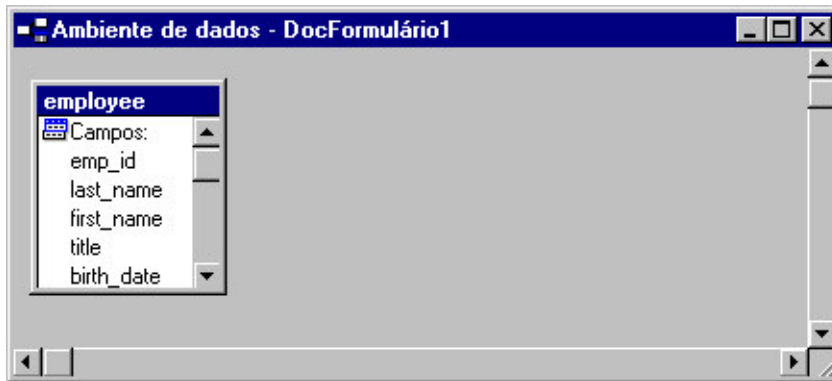 Ambiente de dados - DocFormulário1
employee
Campos:
emp_id
last_name
first_name
title
birth_date